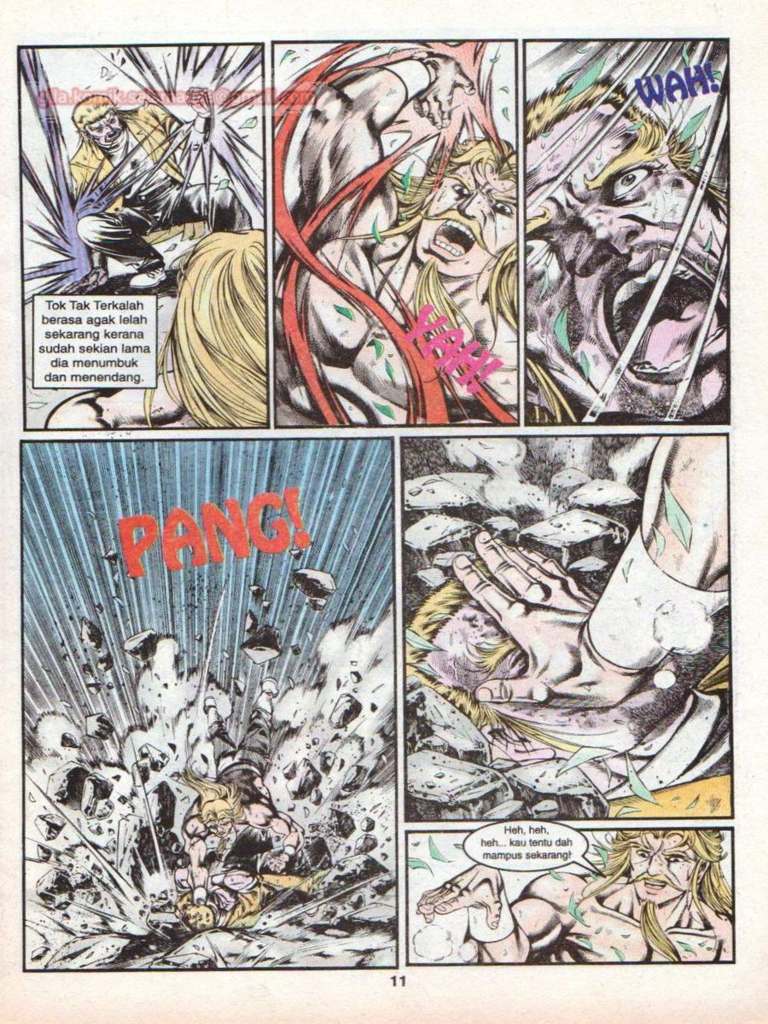 Tok Tak Terkalah
berasa agak lelah
sekarang kerana
sudah sekian lama
dia menumbuk
dan menendang.
YAH!
WAH!
PANG!
Heh, heh,
heh... kau tentu dah
mampus sekarang!
11